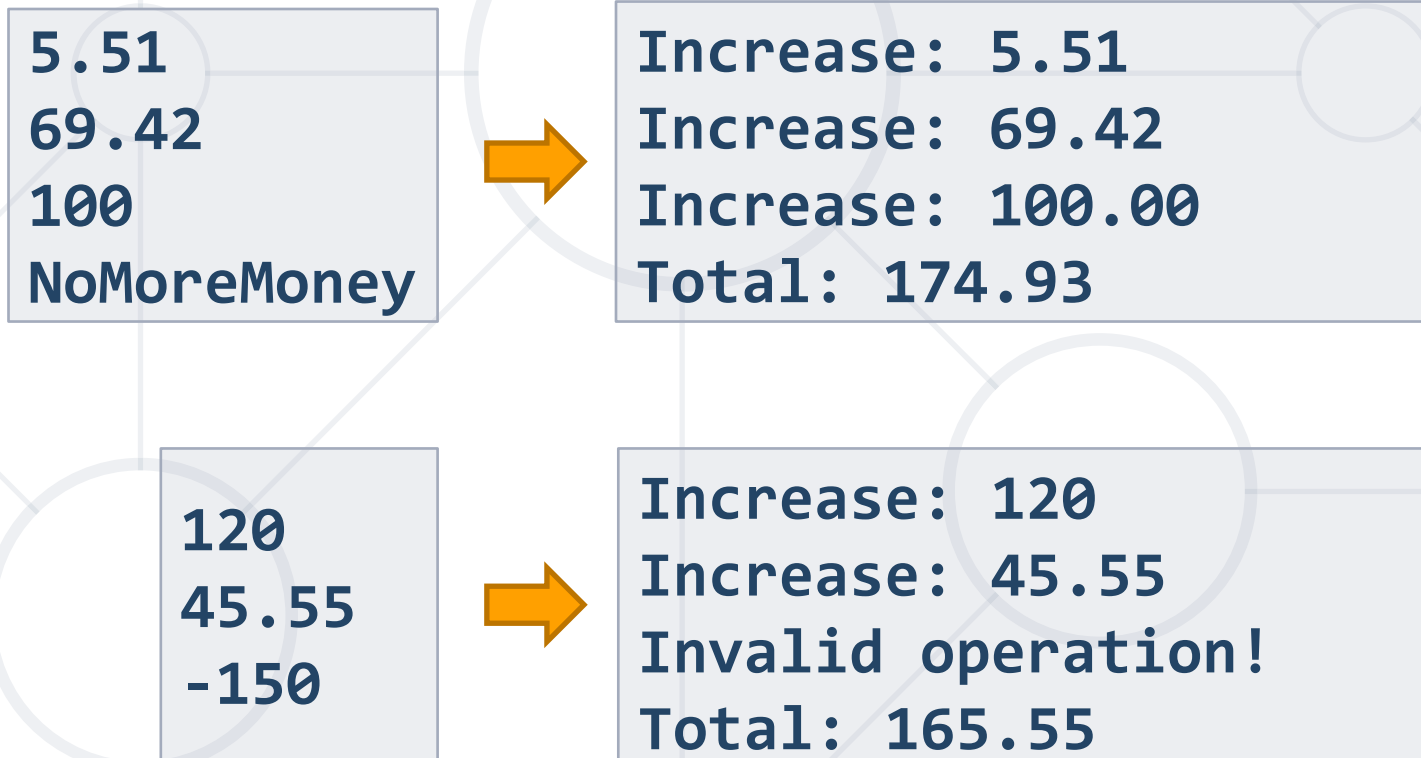 5.51
69.42
100
NoMoreMoney
Increase: 5.51
Increase: 69.42
Increase: 100.00
Total: 174.93
120
45.55
-150
Increase: 120
Increase: 45.55
Invalid operation!
Total: 165.55